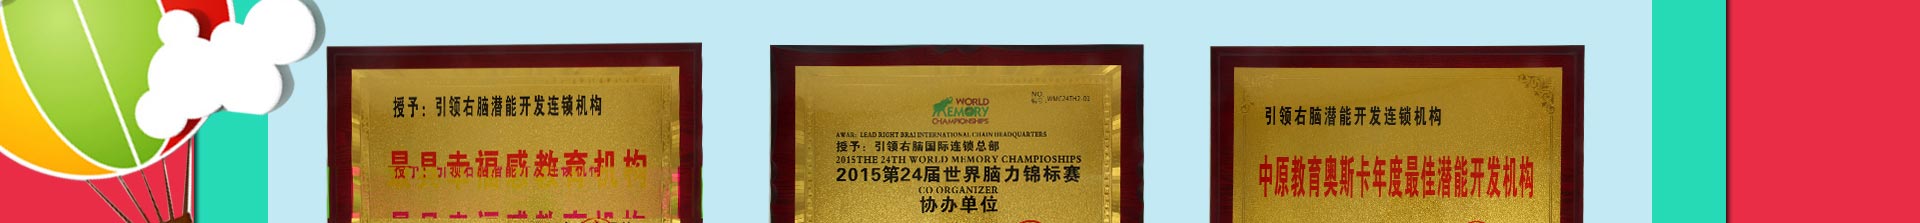 授予：引领右脑潜能开发连锁机构
最具幸福感教育机构
WORLD
MEMORY
CHAMPIONSHIPS
NO
WMC24TH2-02
AWAR: LEAD RIGHT BRAI INTERNATIONAL CHAIN HEADQUARTERS
授予：引领右脑国际连锁总部
2015THE 24TH WORLD MEMORY CHAMPIOSHIPS
2015第24届世界脑力锦标赛
CO ORGANIZER
协办单位
引领右脑潜能开发连锁机构
中原教育奥斯卡年度最佳潜能开发机构